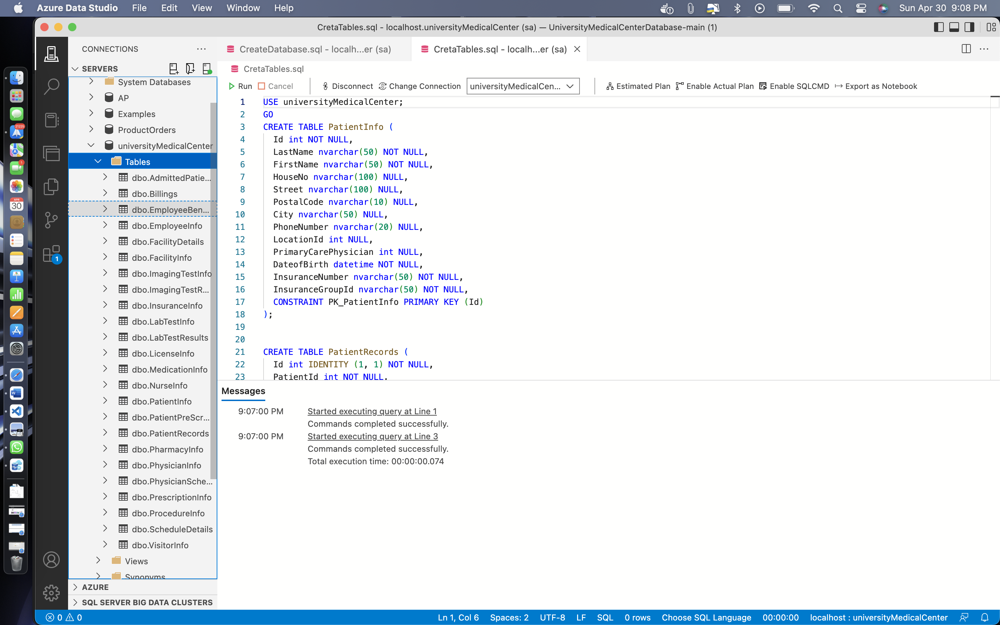 Azure Data Studio File Edit View Window Help Sun Apr 30 9:08 PM
CretaTables.sql - localhost.universityMedicalCenter (sa) — UniversityMedicalCenterDatabase-main (1)
CONNECTIONS
CreateDatabase.sql - localh...er (sa)
CretaTables.sql - localh...er (sa)
SERVERS
CretaTables.sql
Run Cancel Disconnect Change Connection universityMedicalCen... Estimated Plan Enable Actual Plan Enable SQLCMD Export as Notebook
System Databases
AP
Examples
ProductOrders
universityMedicalCenter
Tables
dbo.AdmittedPatie...
dbo.Billings
dbo.EmployeeBen...
dbo.EmployeeInfo
dbo.FacilityDetails
dbo.FacilityInfo
dbo.ImagingTestInfo
dbo.ImagingTestR...
dbo.InsuranceInfo
dbo.LabTestInfo
dbo.LabTestResults
dbo.LicenseInfo
dbo.MedicationInfo
dbo.NurseInfo
dbo.PatientInfo
dbo.PatientPreScr...
dbo.PatientRecords
dbo.PharmacyInfo
dbo.PhysicianInfo
dbo.PhysicianSche...
dbo.PrescriptionInfo
dbo.ProcedureInfo
dbo.ScheduleDetails
dbo.VisitorInfo
Views
Synonyms
AZURE
SQL SERVER BIG DATA CLUSTERS
1 USE universityMedicalCenter;
2 GO
3 CREATE TABLE PatientInfo (
4 Id int NOT NULL,
5 LastName nvarchar(50) NOT NULL,
6 FirstName nvarchar(50) NOT NULL,
7 HouseNo nvarchar(100) NULL,
8 Street nvarchar(100) NULL,
9 PostalCode nvarchar(10) NULL,
10 City nvarchar(50) NULL,
11 PhoneNumber nvarchar(20) NULL,
12 LocationId int NULL,
13 PrimaryCarePhysician int NULL,
14 DateofBirth datetime NOT NULL,
15 InsuranceNumber nvarchar(50) NOT NULL,
16 InsuranceGroupId nvarchar(50) NOT NULL,
17 CONSTRAINT PK_PatientInfo PRIMARY KEY (Id)
18 );
19
20
21 CREATE TABLE PatientRecords (
22 Id int IDENTITY (1, 1) NOT NULL,
23 PatientId int NOT NULL,
Messages
9:07:00 PM Started executing query at Line 1
Commands completed successfully.
9:07:00 PM Started executing query at Line 3
Commands completed successfully.
Total execution time: 00:00:00.074
21225
1
APR
30
W
1
0 0 Ln 1, Col 6 Spaces: 2 UTF-8 LF SQL 0 rows Choose SQL Language 00:00:00 localhost : universityMedicalCenter